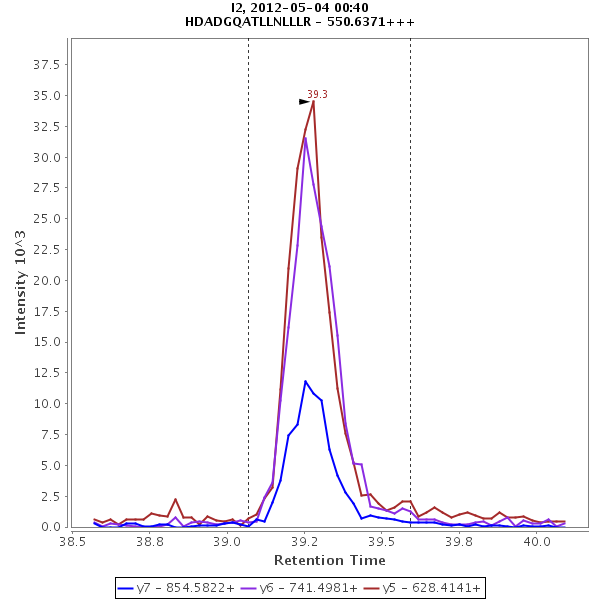 I2, 2012-05-04 00:40
HDADGQATLLNLLLR - 550.6371+++
39.3
37.5
35.0
32.5
30.0
27.5
25.0
22.5
20.0
17.5
15.0
12.5
10.0
7.5
5.0
2.5
0.0
Intensity 10^3
38.5 38.8 39.0 39.2 39.5 39.8 40.0
Retention Time
y7 - 854.5822+ y6 - 741.4981+ y5 - 628.4141+